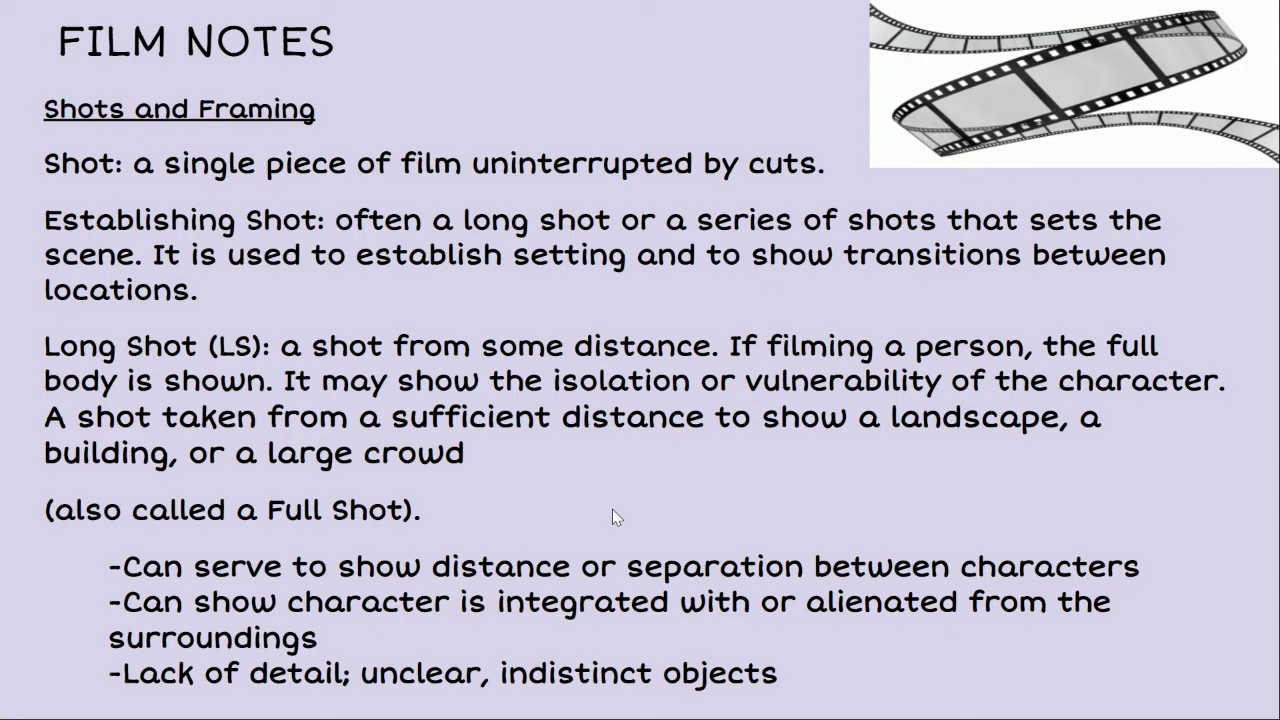 FILM NOTES
Shots and Framing
Shot: a single piece of film uninterrupted by cuts.
Establishing Shot: often a long shot or a series of shots that sets the
scene. It is used to establish setting and to show transitions between
locations.
Long Shot (LS): a shot from some distance. If filming a person, the full
body is shown. It may show the isolation or vulnerability of the character.
A shot taken from a sufficient distance to show a landscape, a
building, or a large crowd
(also called a Full Shot).
-Can serve to show distance or separation between characters
-Can show character is integrated with or alienated from the
surroundings
-Lack of detail; unclear, indistinct objects